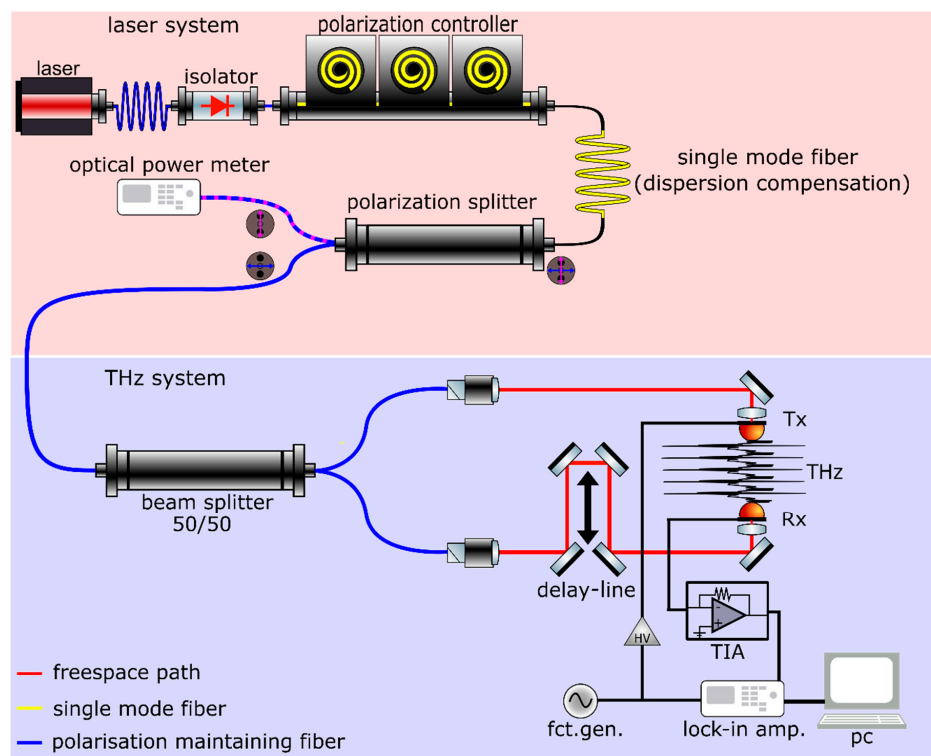 laser system
polarization controller
laser
isolator
optical power meter
single mode fiber
(dispersion compensation)
polarization splitter
THz system
Tx
THz
Rx
beam splitter
50/50
delay-line
HV
-
+
TIA
freespace path
single mode fiber
polarisation maintaining fiber
fct.gen.
lock-in amp.
pc